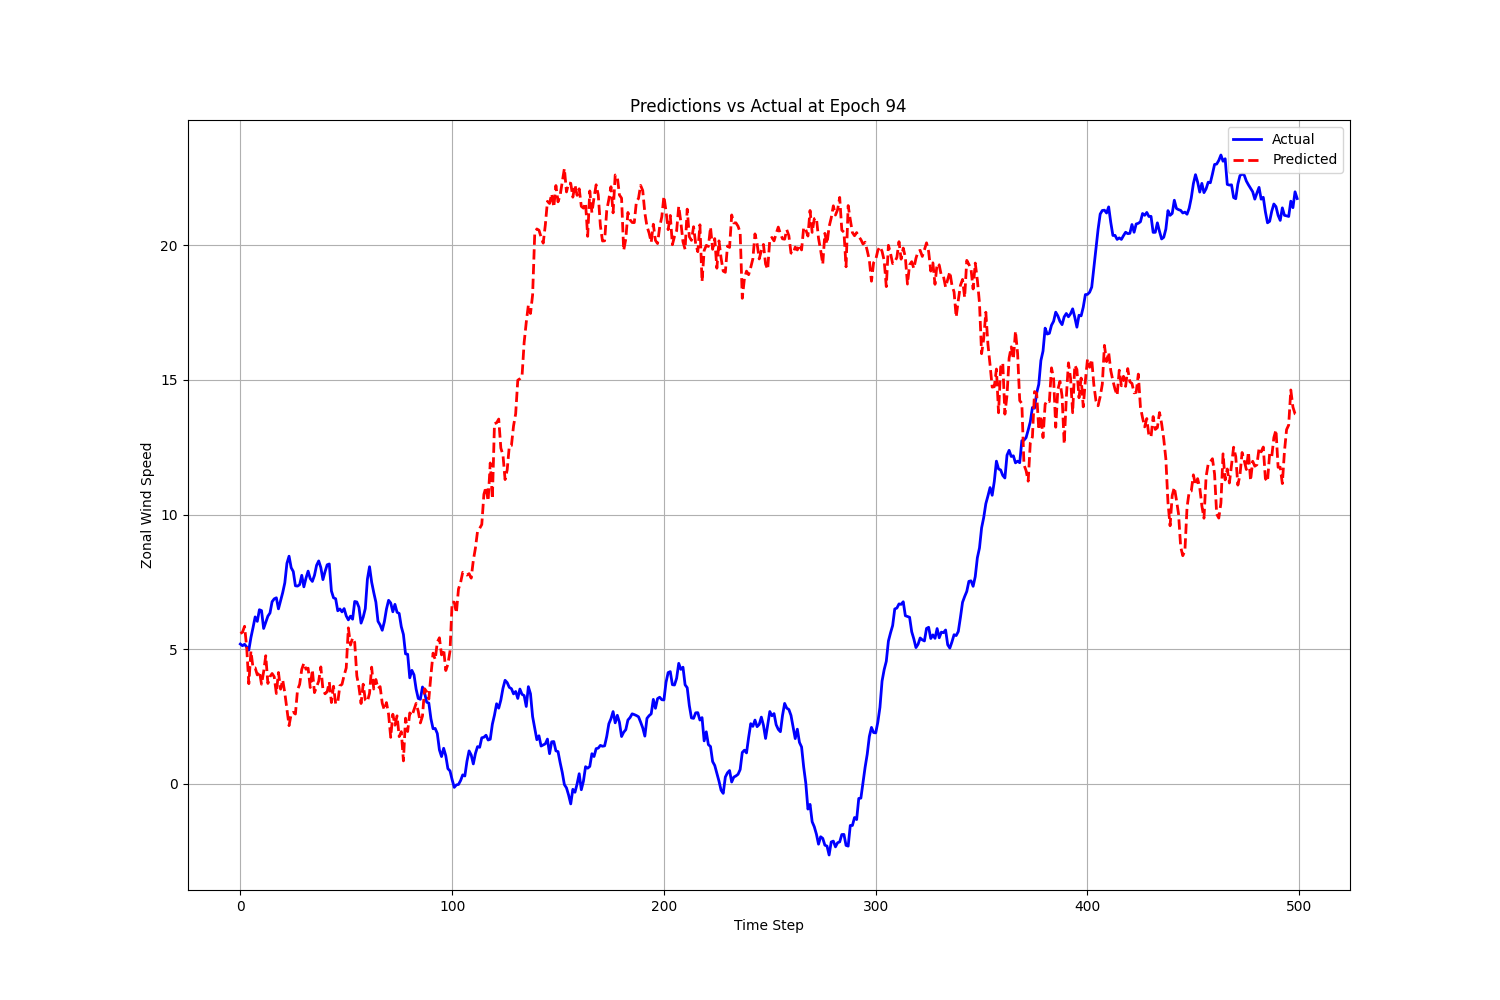 Predictions vs Actual at Epoch 94
Actual
Predicted
Zonal Wind Speed
20
15
10
5
0
0 100 200 300 400 500
Time Step